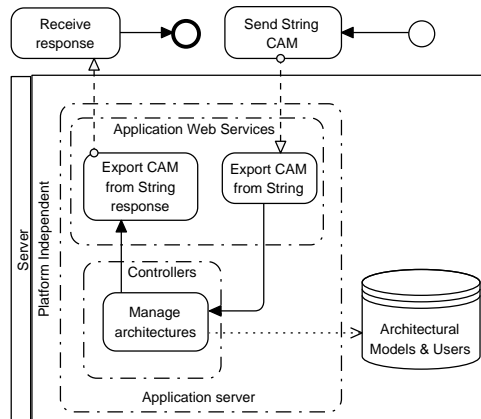 Receive
response
Send String
CAM
Server
Platform Independent
Application Web Services
Export CAM
from String
response
Export CAM
from String
Controllers
Manage
architectures
Architectural
Models & Users
Application server